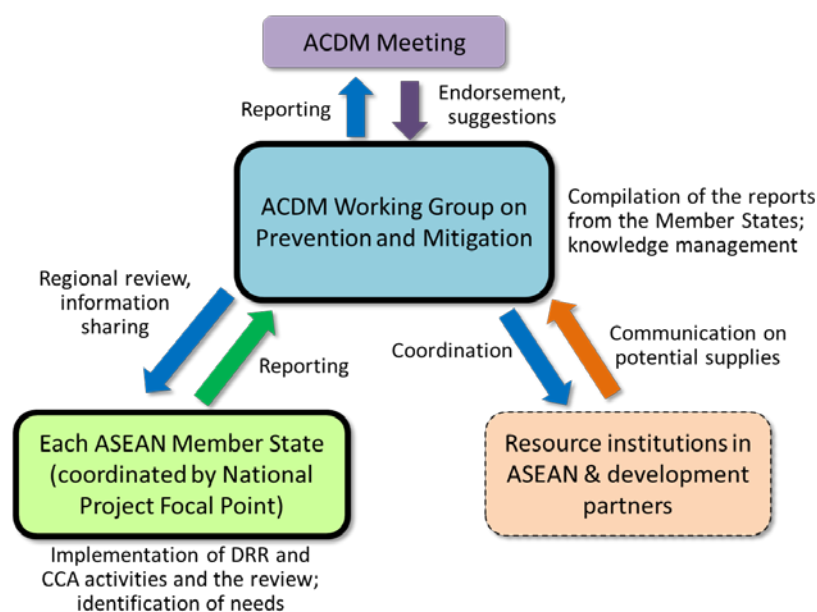 ACDM Meeting
Reporting
Endorsement,
suggestions
ACDM Working Group on
Prevention and Mitigation
Compilation of the reports
from the Member States;
knowledge management
Regional review,
information
sharing
Reporting
Coordination
Communication on
potential supplies
Each ASEAN Member State
(coordinated by National
Project Focal Point)
Resource institutions in
ASEAN & development
partners
Implementation of DRR and
CCA activities and the review;
identification of needs